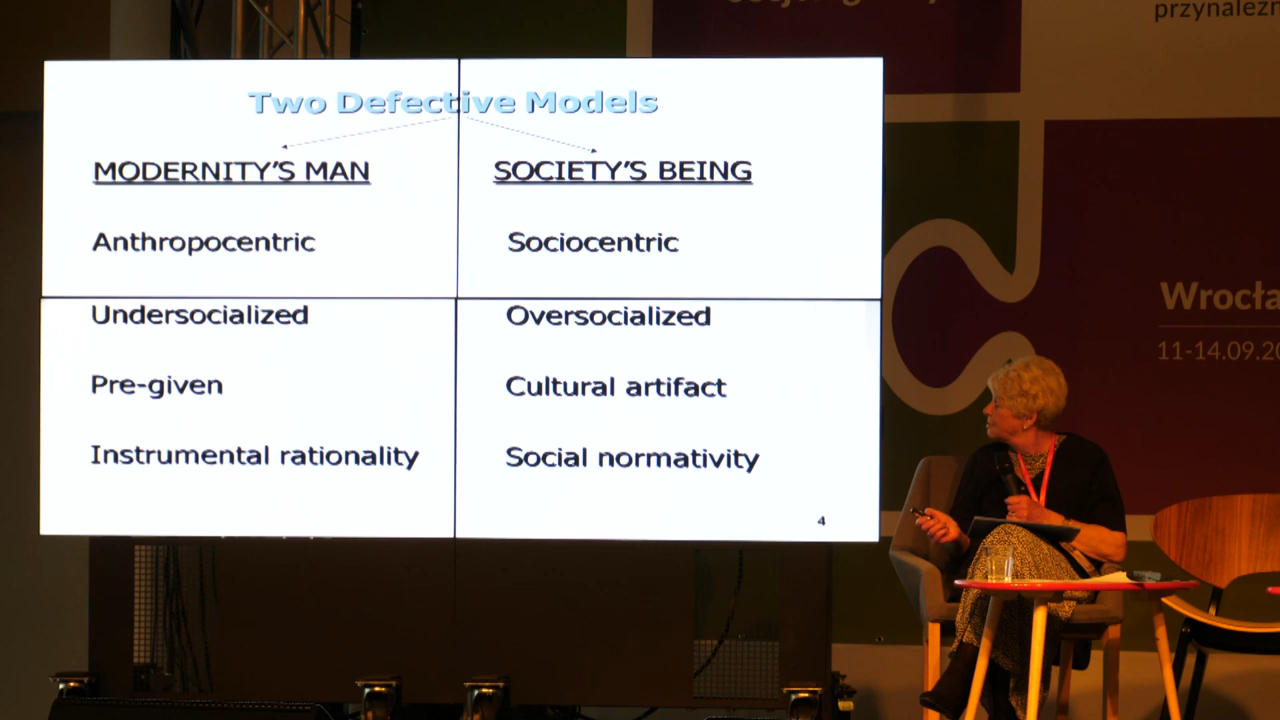 Two Defective Models
MODERNITY'S MAN
SOCIETY'S BEING
Anthropocentric
Sociocentric
Undersocialized
Oversocialized
Pre-given
Cultural artifact
Instrumental rationality
Social normativity
4
Wrocła
11-14.09.20